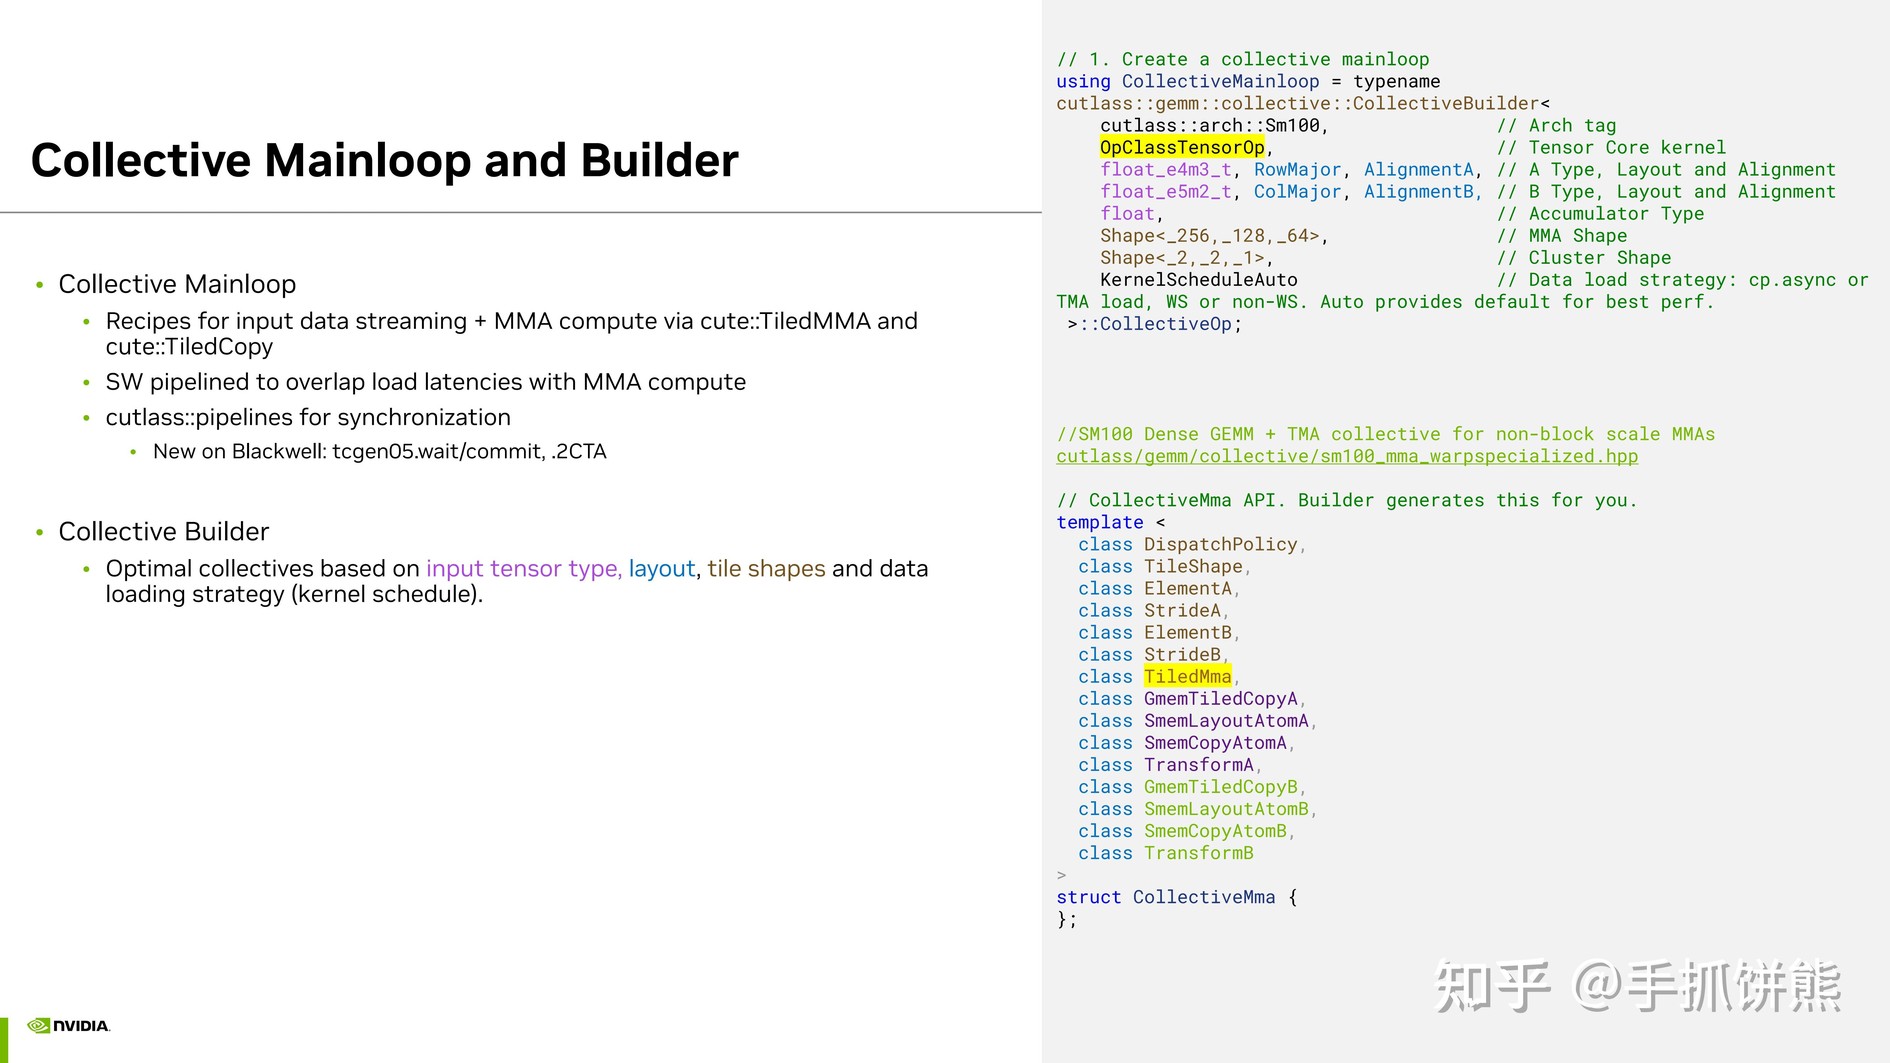 Collective Mainloop and Builder
• Collective Mainloop
• Recipes for input data streaming + MMA compute via cute::TiledMMA and
cute::TiledCopy
• SW pipelined to overlap load latencies with MMA compute
• cutlass::pipelines for synchronization
• New on Blackwell: tcgen05.wait/commit, .2CTA
• Collective Builder
• Optimal collectives based on input tensor type, layout, tile shapes and data
loading strategy (kernel schedule).
NVIDIA.
// 1. Create a collective mainloop
using CollectiveMainloop = typename
cutlass::gemm::collective::CollectiveBuilder<
cutlass::arch::Sm100, // Arch tag
OpClassTensorOp, // Tensor Core kernel
float_e4m3_t, RowMajor, AlignmentA, // A Type, Layout and Alignment
float_e5m2_t, ColMajor, AlignmentB, // B Type, Layout and Alignment
float, // Accumulator Type
Shape<_256,_128,_64>, // MMA Shape
Shape<_2,_2,_1>, // Cluster Shape
KernelScheduleAuto // Data load strategy: cp.async or
TMA load, WS or non-WS. Auto provides default for best perf.
>::CollectiveOp;
//SM100 Dense GEMM + TMA collective for non-block scale MMAs
cutlass/gemm/collective/sm100_mma_warpspecialized.hpp
// CollectiveMma API. Builder generates this for you.
template <
class DispatchPolicy,
class TileShape,
class ElementA,
class StrideA,
class ElementB,
class StrideB,
class TiledMma,
class GmemTiledCopyA,
class SmemLayoutAtomA,
class SmemCopyAtomA,
class TransformA,
class GmemTiledCopyB,
class SmemLayoutAtomB,
class SmemCopyAtomB,
class TransformB
>
struct CollectiveMma {
};
知乎 @手抓饼熊